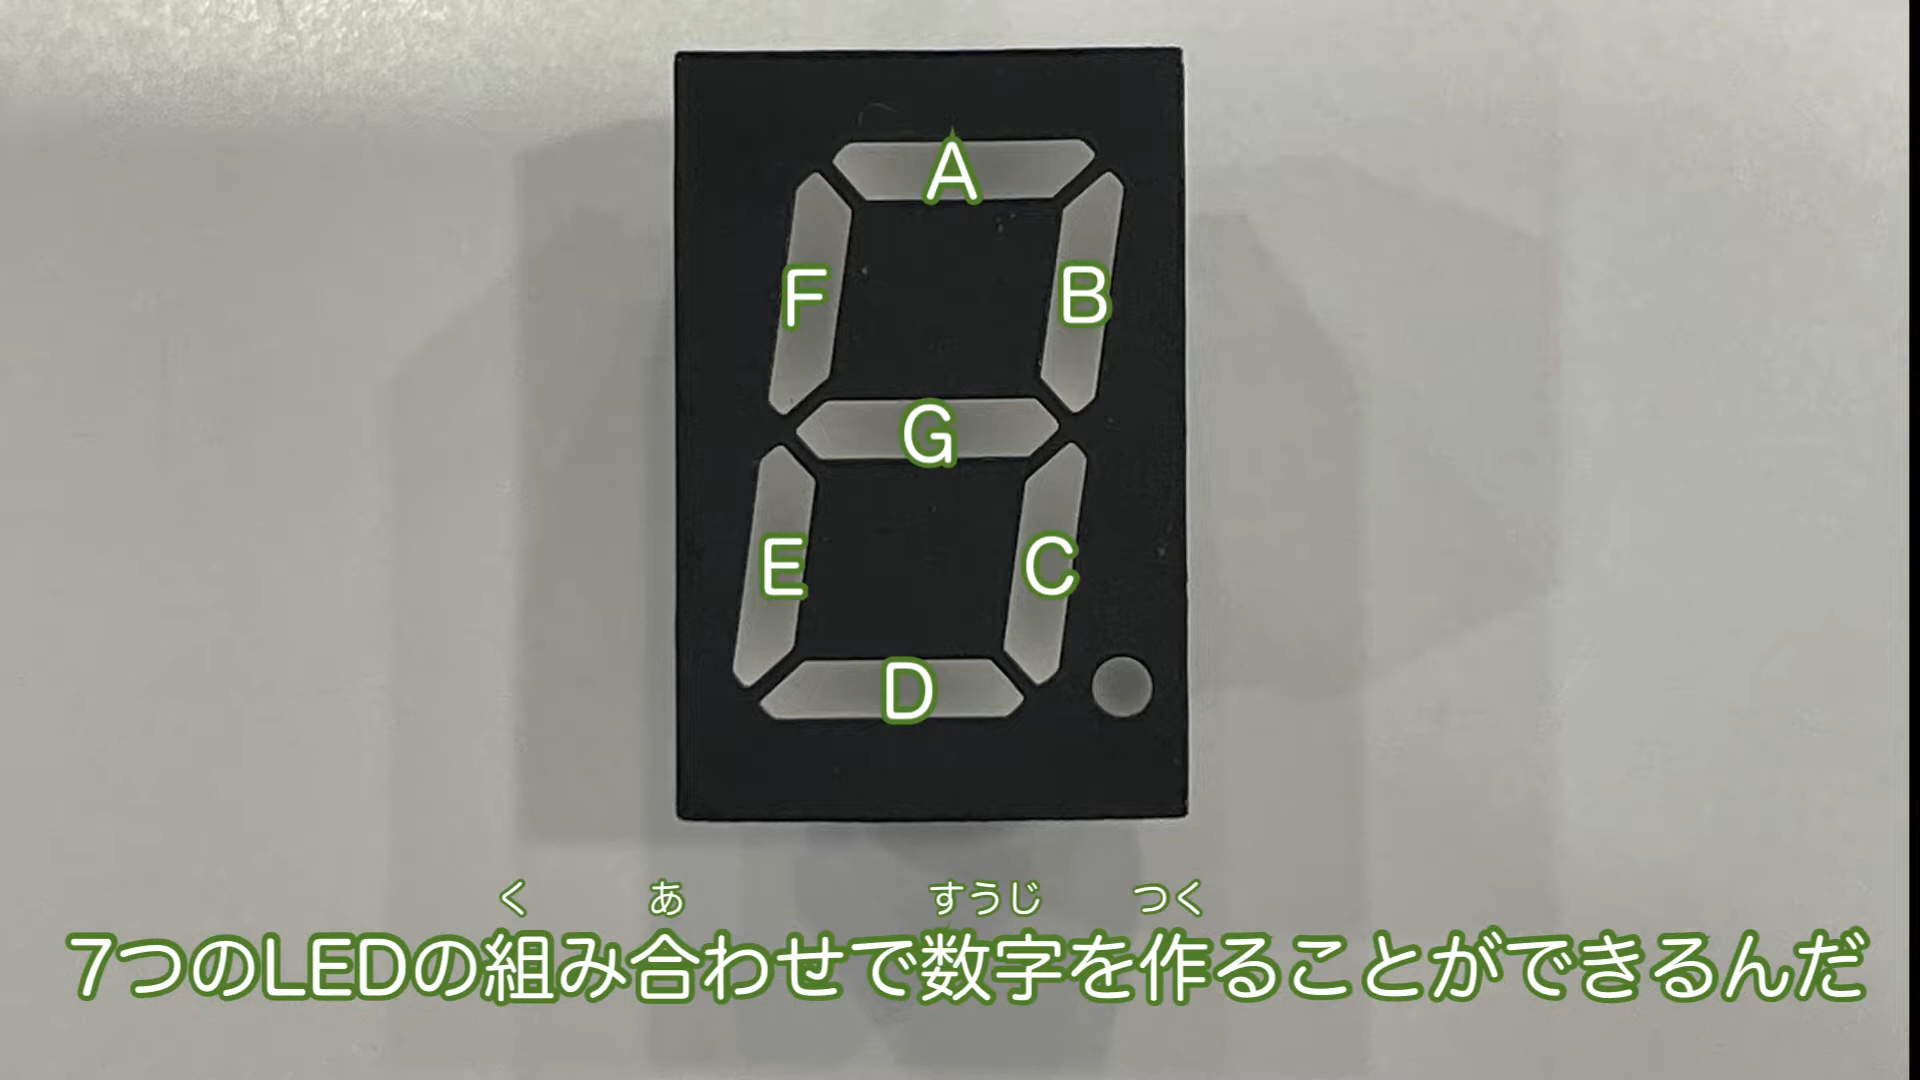 A
F B
G
E C
D
く あ すうじ つく
7つのLEDの組み合わせで数字を作ることができるんだ